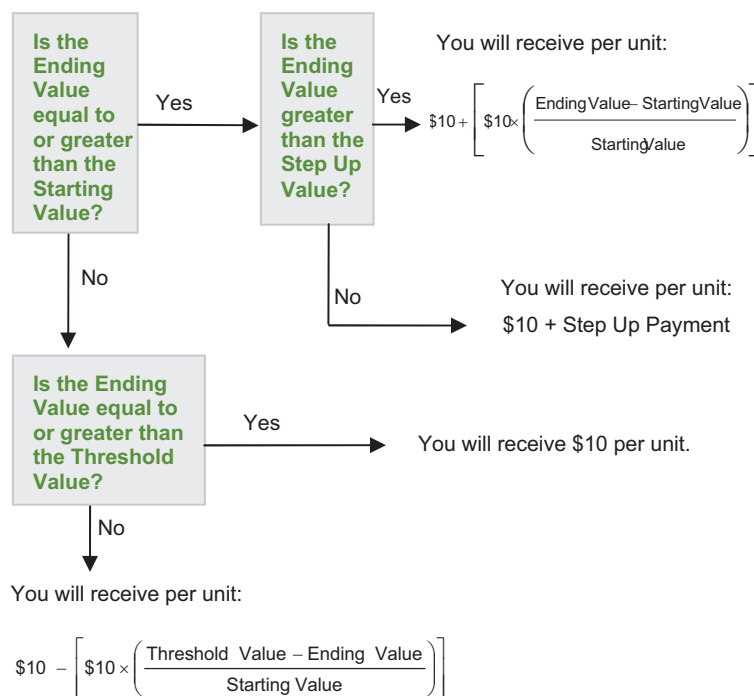 Is the
Ending
Value
equal to
or greater
than the
Starting
Value?
Yes
Is the
Ending
Value
greater
than the
Step Up
Value?
Yes
You will receive per unit:
$10 + [ $10 × ( Ending Value – Starting Value
Starting Value ) ]
No
No
You will receive per unit:
$10 + Step Up Payment
Is the Ending
Value equal to
or greater than
the Threshold
Value?
Yes
You will receive $10 per unit.
No
You will receive per unit:
$10 – [ $10 × ( Threshold Value – Ending Value
Starting Value ) ]